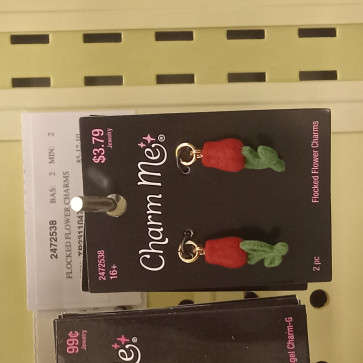 2472538 BAS: 2 MIN: 2
FLOCKED FLOWER CHARMS
$3.79
Jewelry
Charm Me
®
2472538
16+
Flocked Flower Charms
2 pc
99¢
Jewelry
Charm Me
®
Charm-G